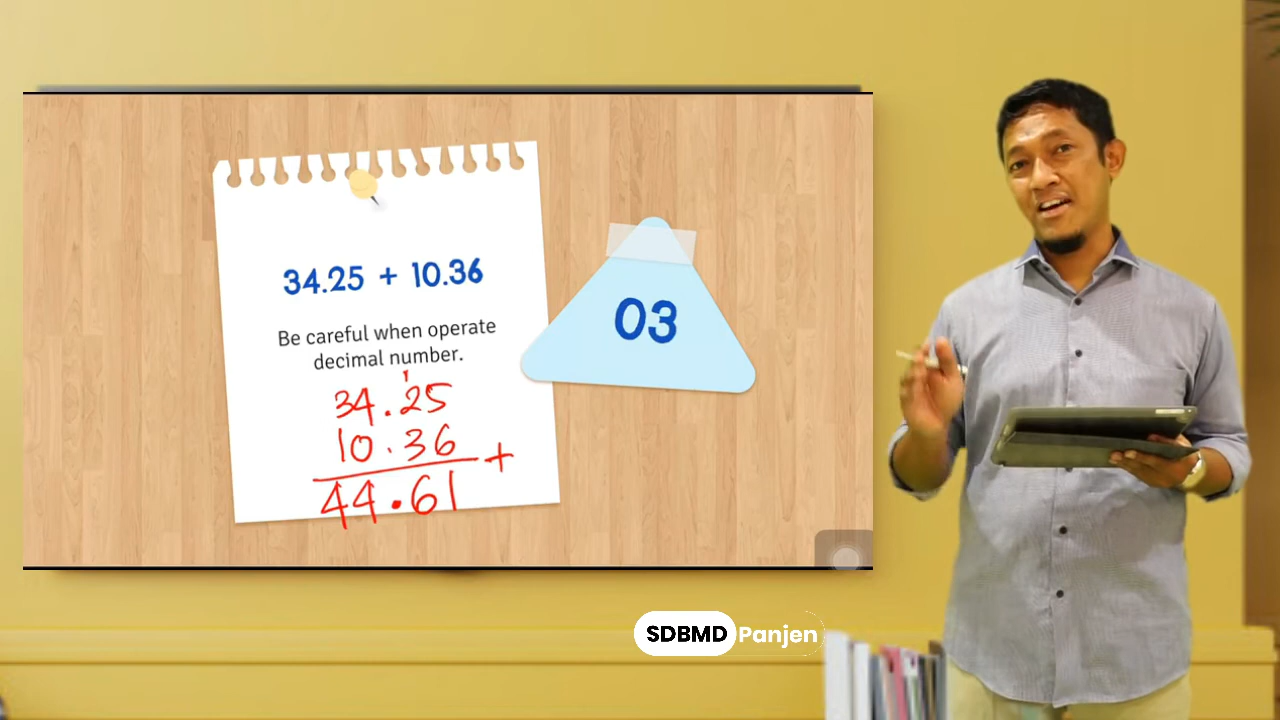 34.25 + 10.36
Be careful when operate
decimal number.
1
34.25
10.36
+
44.61
03
SDBMD Panjen